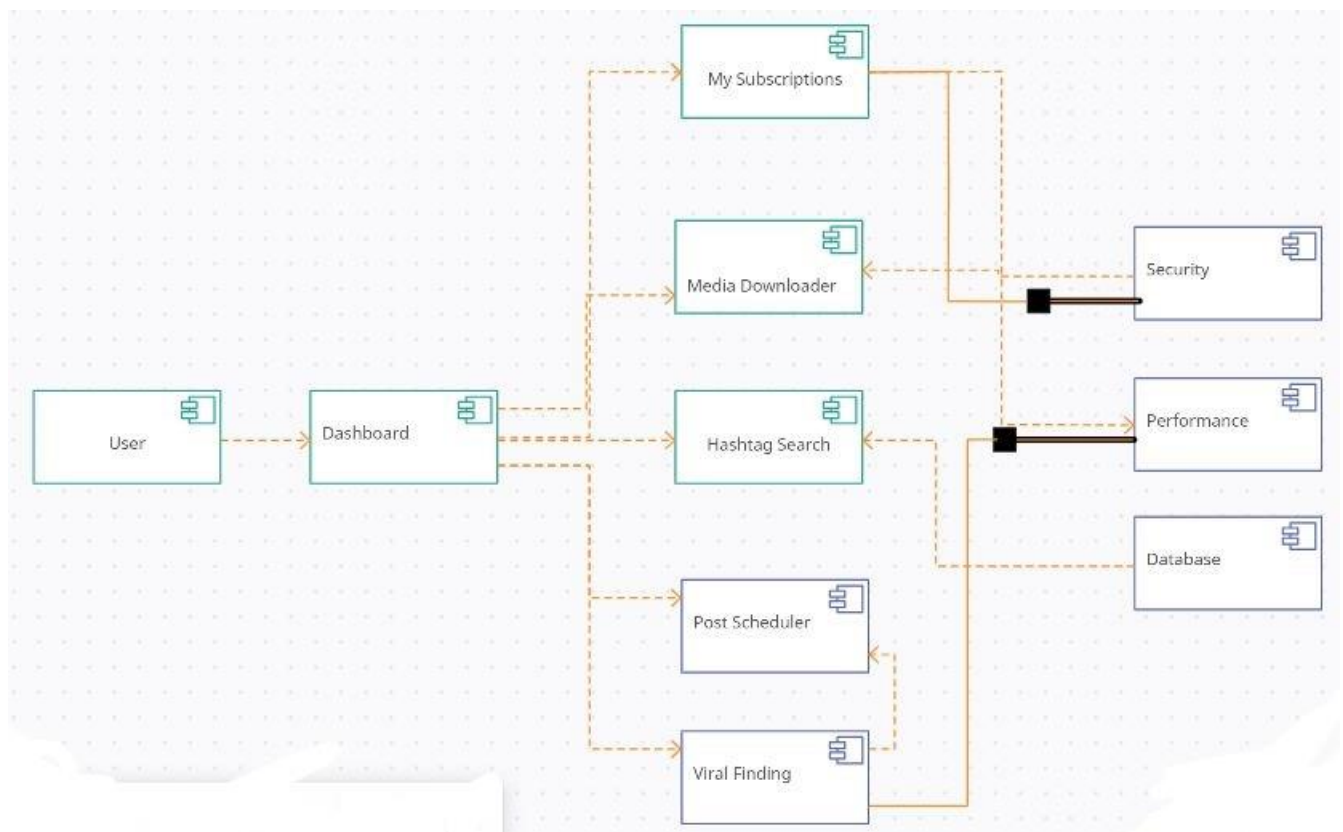 My Subscriptions
Media Downloader
Security
User
Dashboard
Hashtag Search
Performance
Database
Post Scheduler
Viral Finding